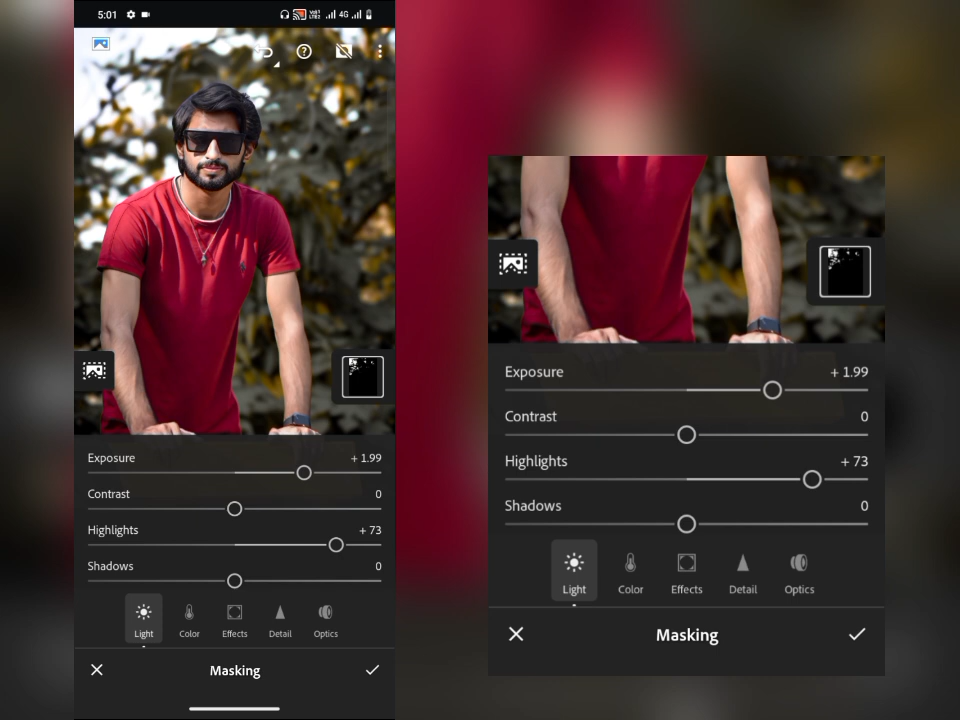 5:01
4G
Exposure + 1.99
Contrast 0
Highlights + 73
Shadows 0
Light Color Effects Detail Optics
Masking
Exposure + 1.99
Contrast 0
Highlights + 73
Shadows 0
Light Color Effects Detail Optics
Masking